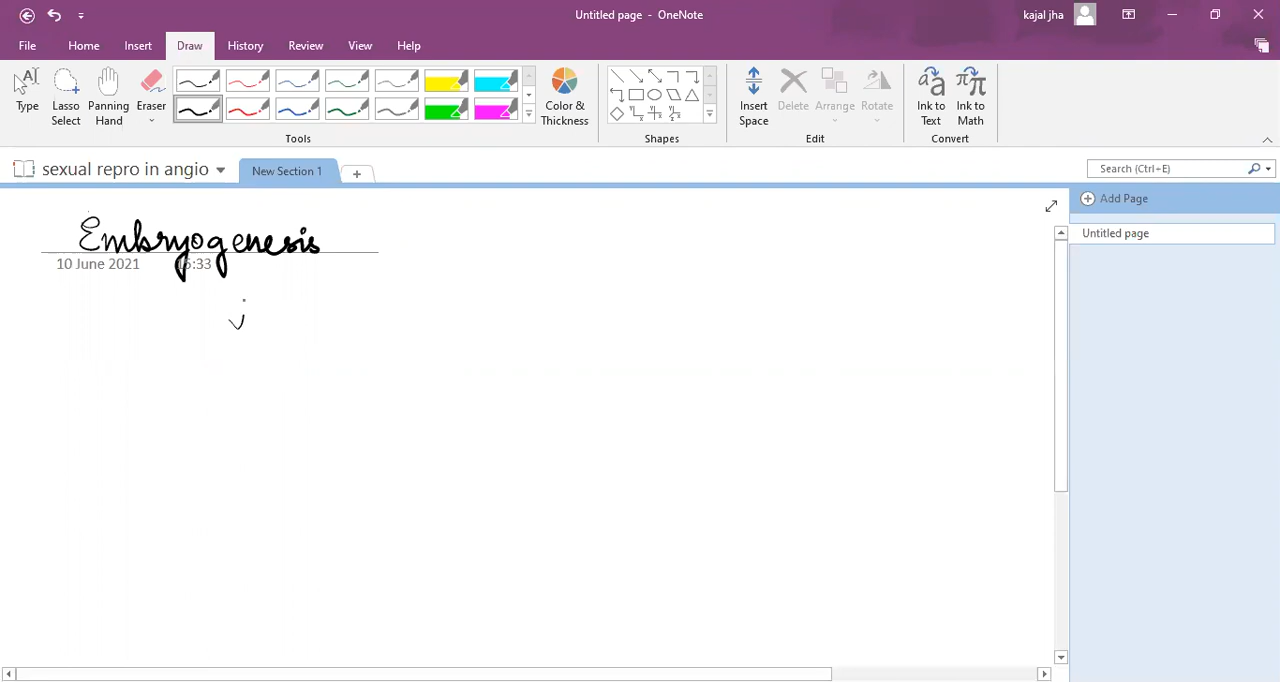 Untitled page - OneNote
kajal jha
File Home Insert Draw History Review View Help
Type
Lasso Select
Panning Hand
Eraser
Color & Thickness
Insert Space
Delete
Arrange
Rotate
Ink to Text
Ink to Math
Tools
Shapes
Edit
Convert
sexual repro in angio
New Section 1
Search (Ctrl+E)
Add Page
Untitled page
Embryogenesis
10 June 2021 15:33